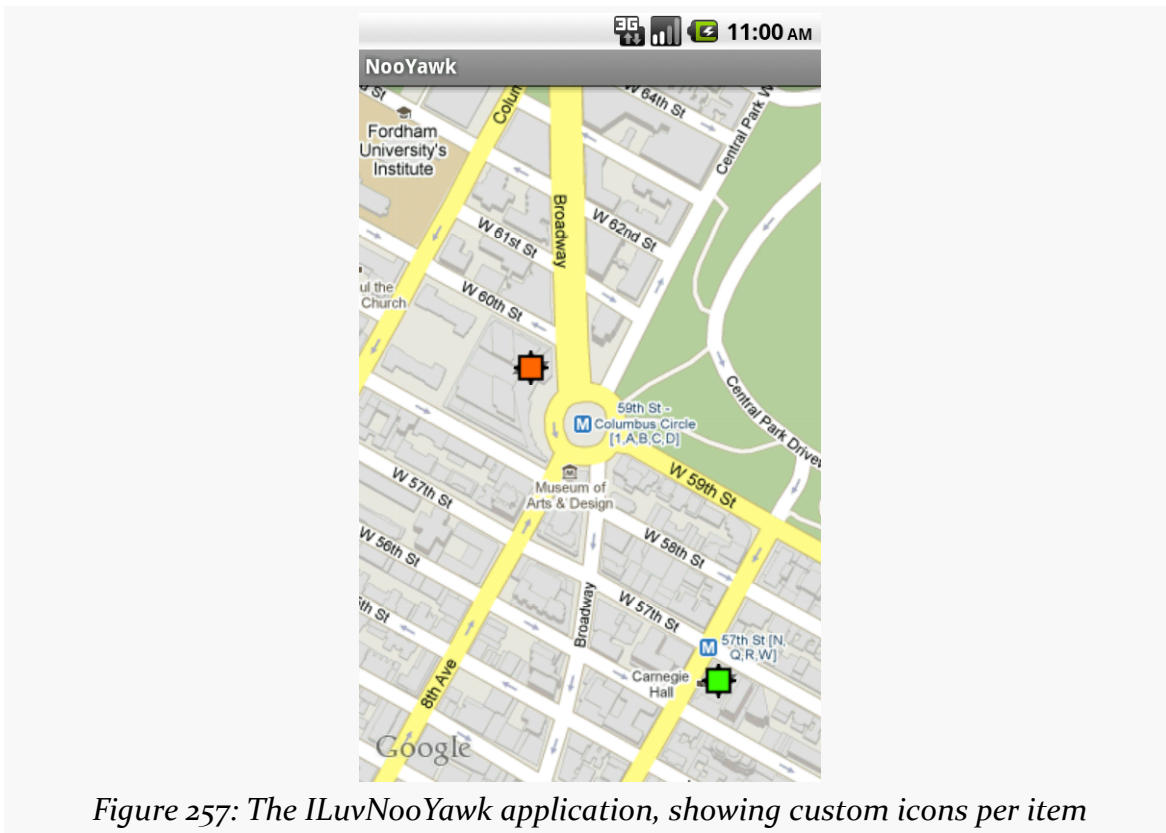 3G
11:00 AM
NooYawk
W 64th St
Central Park W
Fordham
University's
Institute
Broadway
W 62nd St
W 61st St
ul the
Church
W 60th St
59th St -
Columbus Circle
[1,A,B,C,D]
M
Central Park Drivew
W 59th St
Museum of
Arts & Design
W 57th St
W 58th St
W 56th St
W 57th St
Broadway
M
57th St [N,
Q,R,W]
Carnegie
Hall
8th Ave
Google
Figure 257: The ILuvNooYawk application, showing custom icons per item